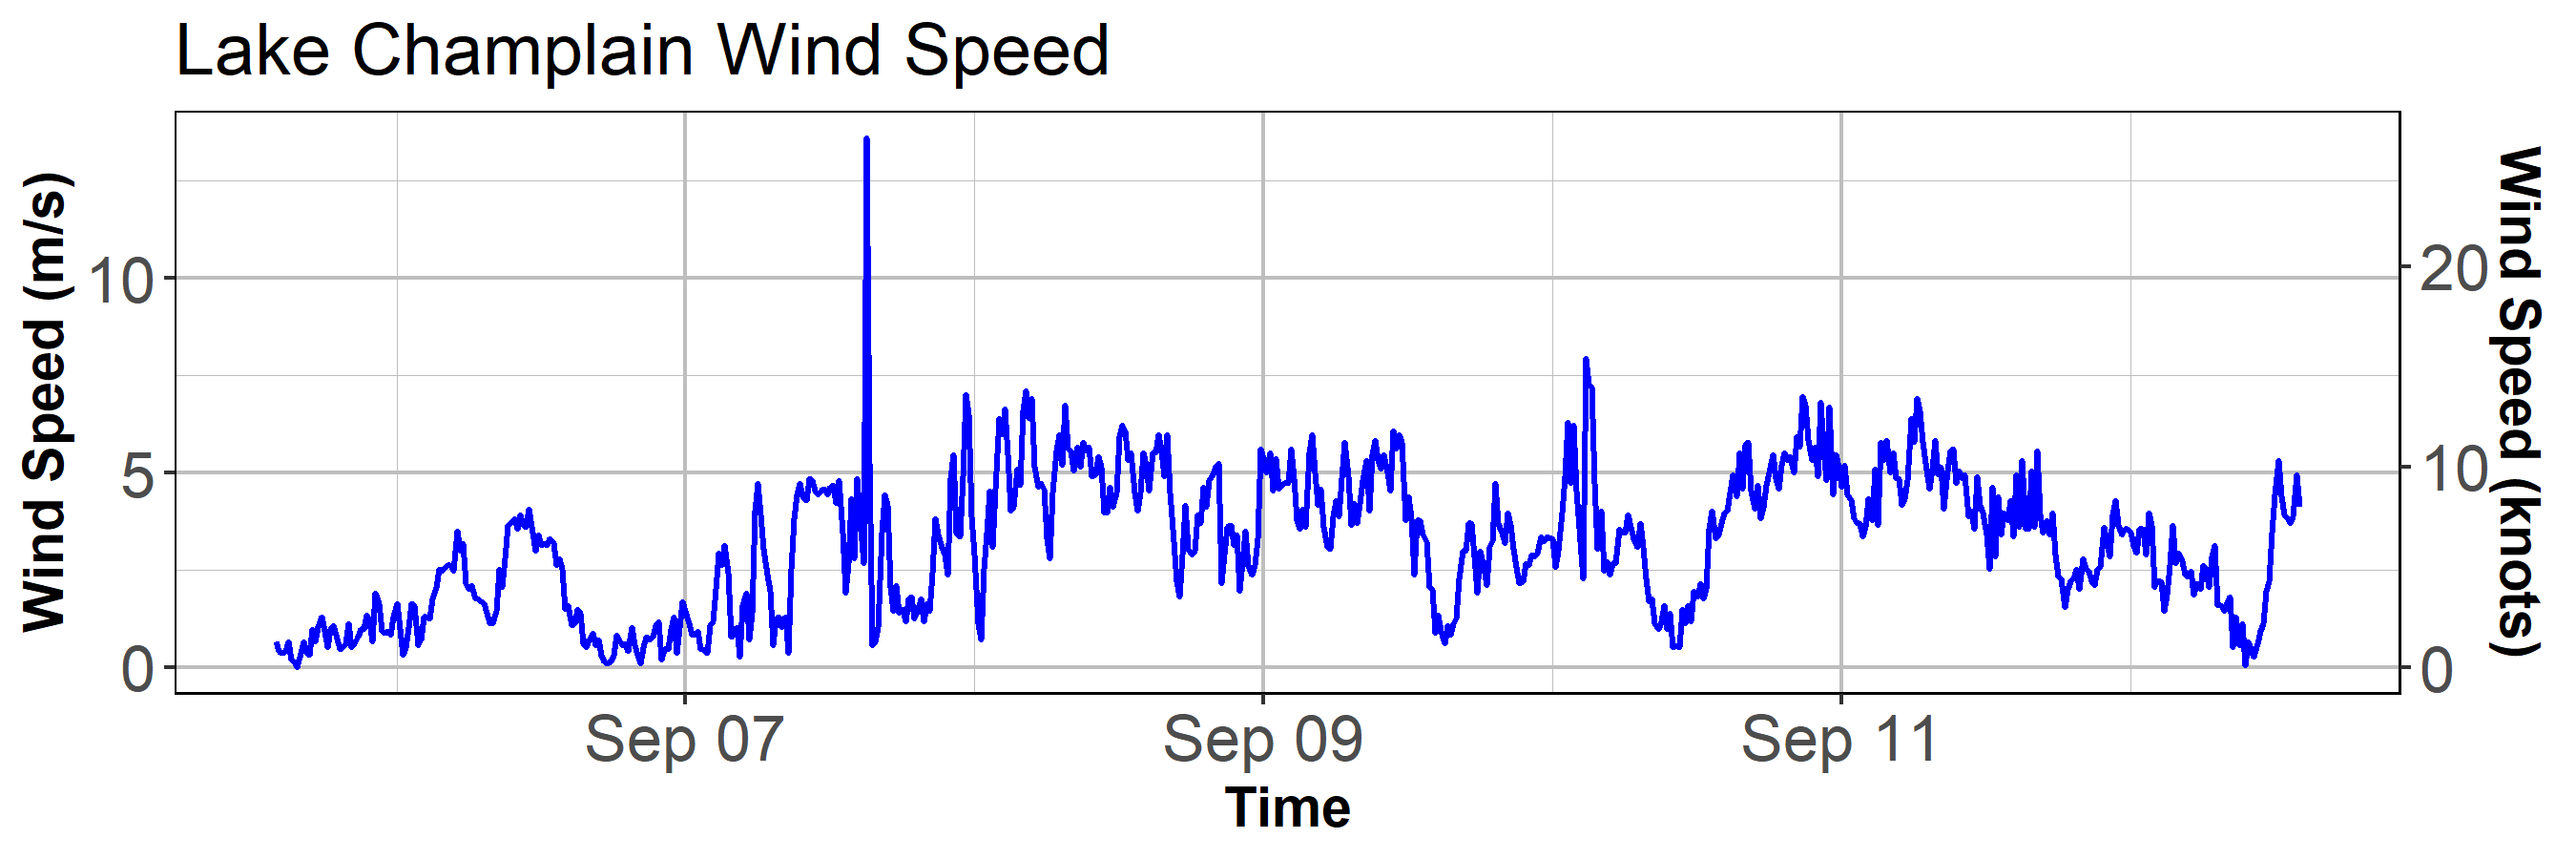 Lake Champlain Wind Speed
Wind Speed (m/s)
10
5
0
20
10
0
Wind Speed (knots)
Sep 07
Sep 09
Sep 11
Time